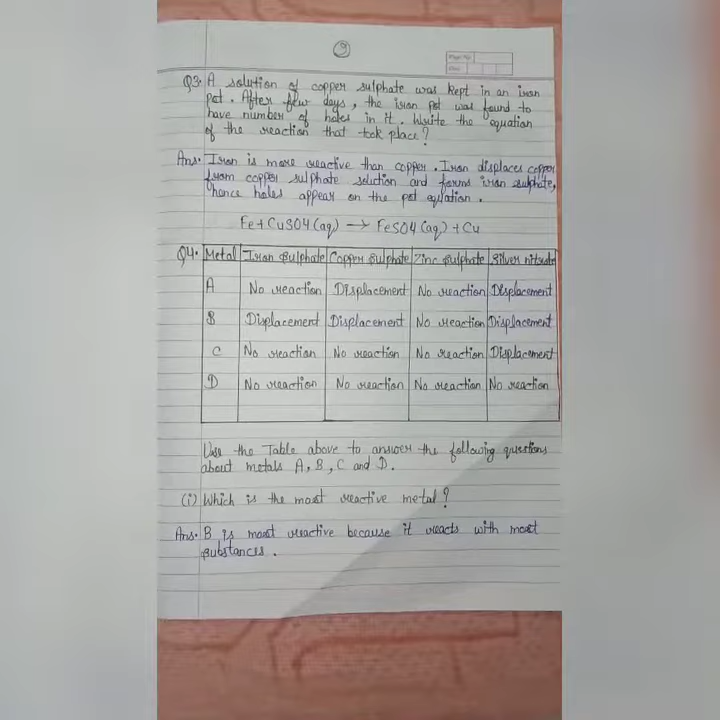 9
Page No.
Date
Q3. A solution of copper sulphate was kept in an iron
pot. After few days, the iron pot was found to
have number of holes in it. Write the equation
of the reaction that tok place?
Ans. Iron is more reactive than copper. Iron displaces copper
from copper sulphate solution and forms iron sulphate,
hence holes appear on the pot eqlation.
Fe+CuSO4(aq) → FeSO4(aq) + Cu
Q4. Metal Iron Sulphate Copper Sulphate Zinc Sulphate Silver nitrate
A No reaction Displacement No reaction Displacement
B Displacement Displacement No reaction Displacement
C No reaction No reaction No reaction Displacement
D No reaction No reaction No reaction No reaction
Use the Table above to answer the following questions
about metals A, B, C and D.
(i) Which is the most reactive metal?
Ans. B is most reactive because it reacts with most
substances.